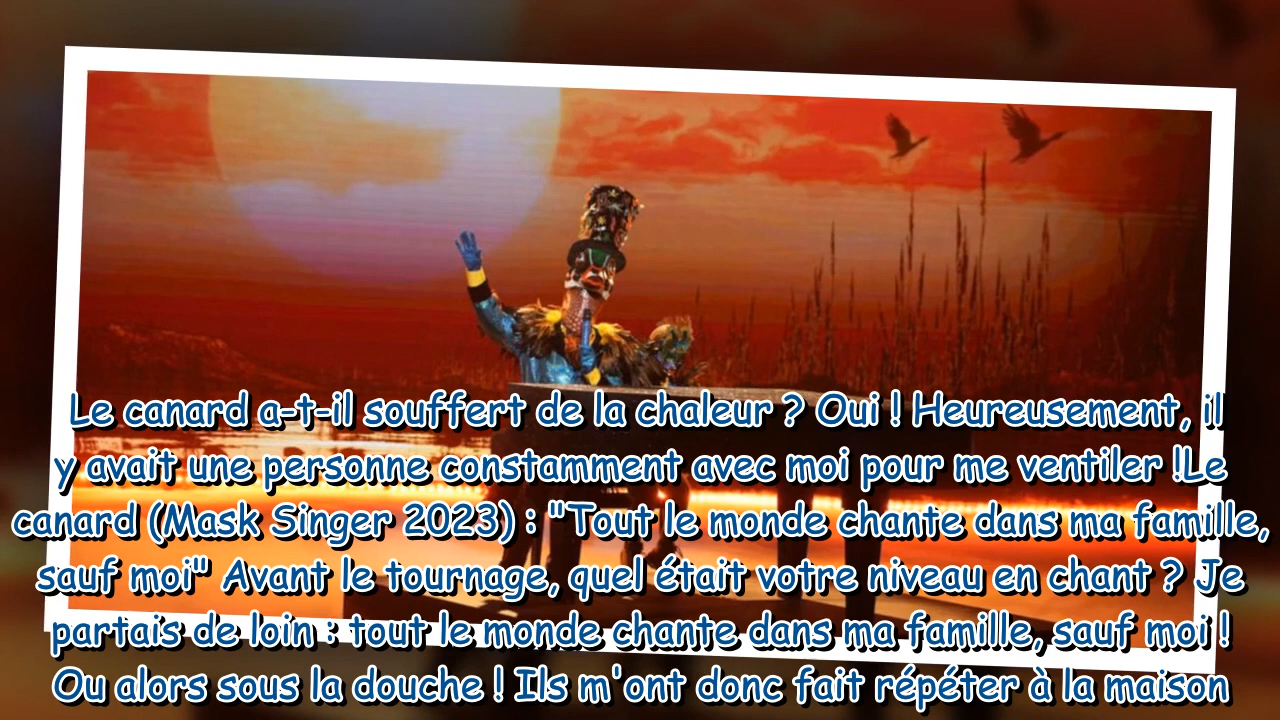 Le canard a-t-il souffert de la chaleur ? Oui ! Heureusement, il
y avait une personne constamment avec moi pour me ventiler !Le
canard (Mask Singer 2023) : "Tout le monde chante dans ma famille,
sauf moi" Avant le tournage, quel était votre niveau en chant ? Je
partais de loin : tout le monde chante dans ma famille, sauf moi !
Ou alors sous la douche ! Ils m'ont donc fait répéter à la maison